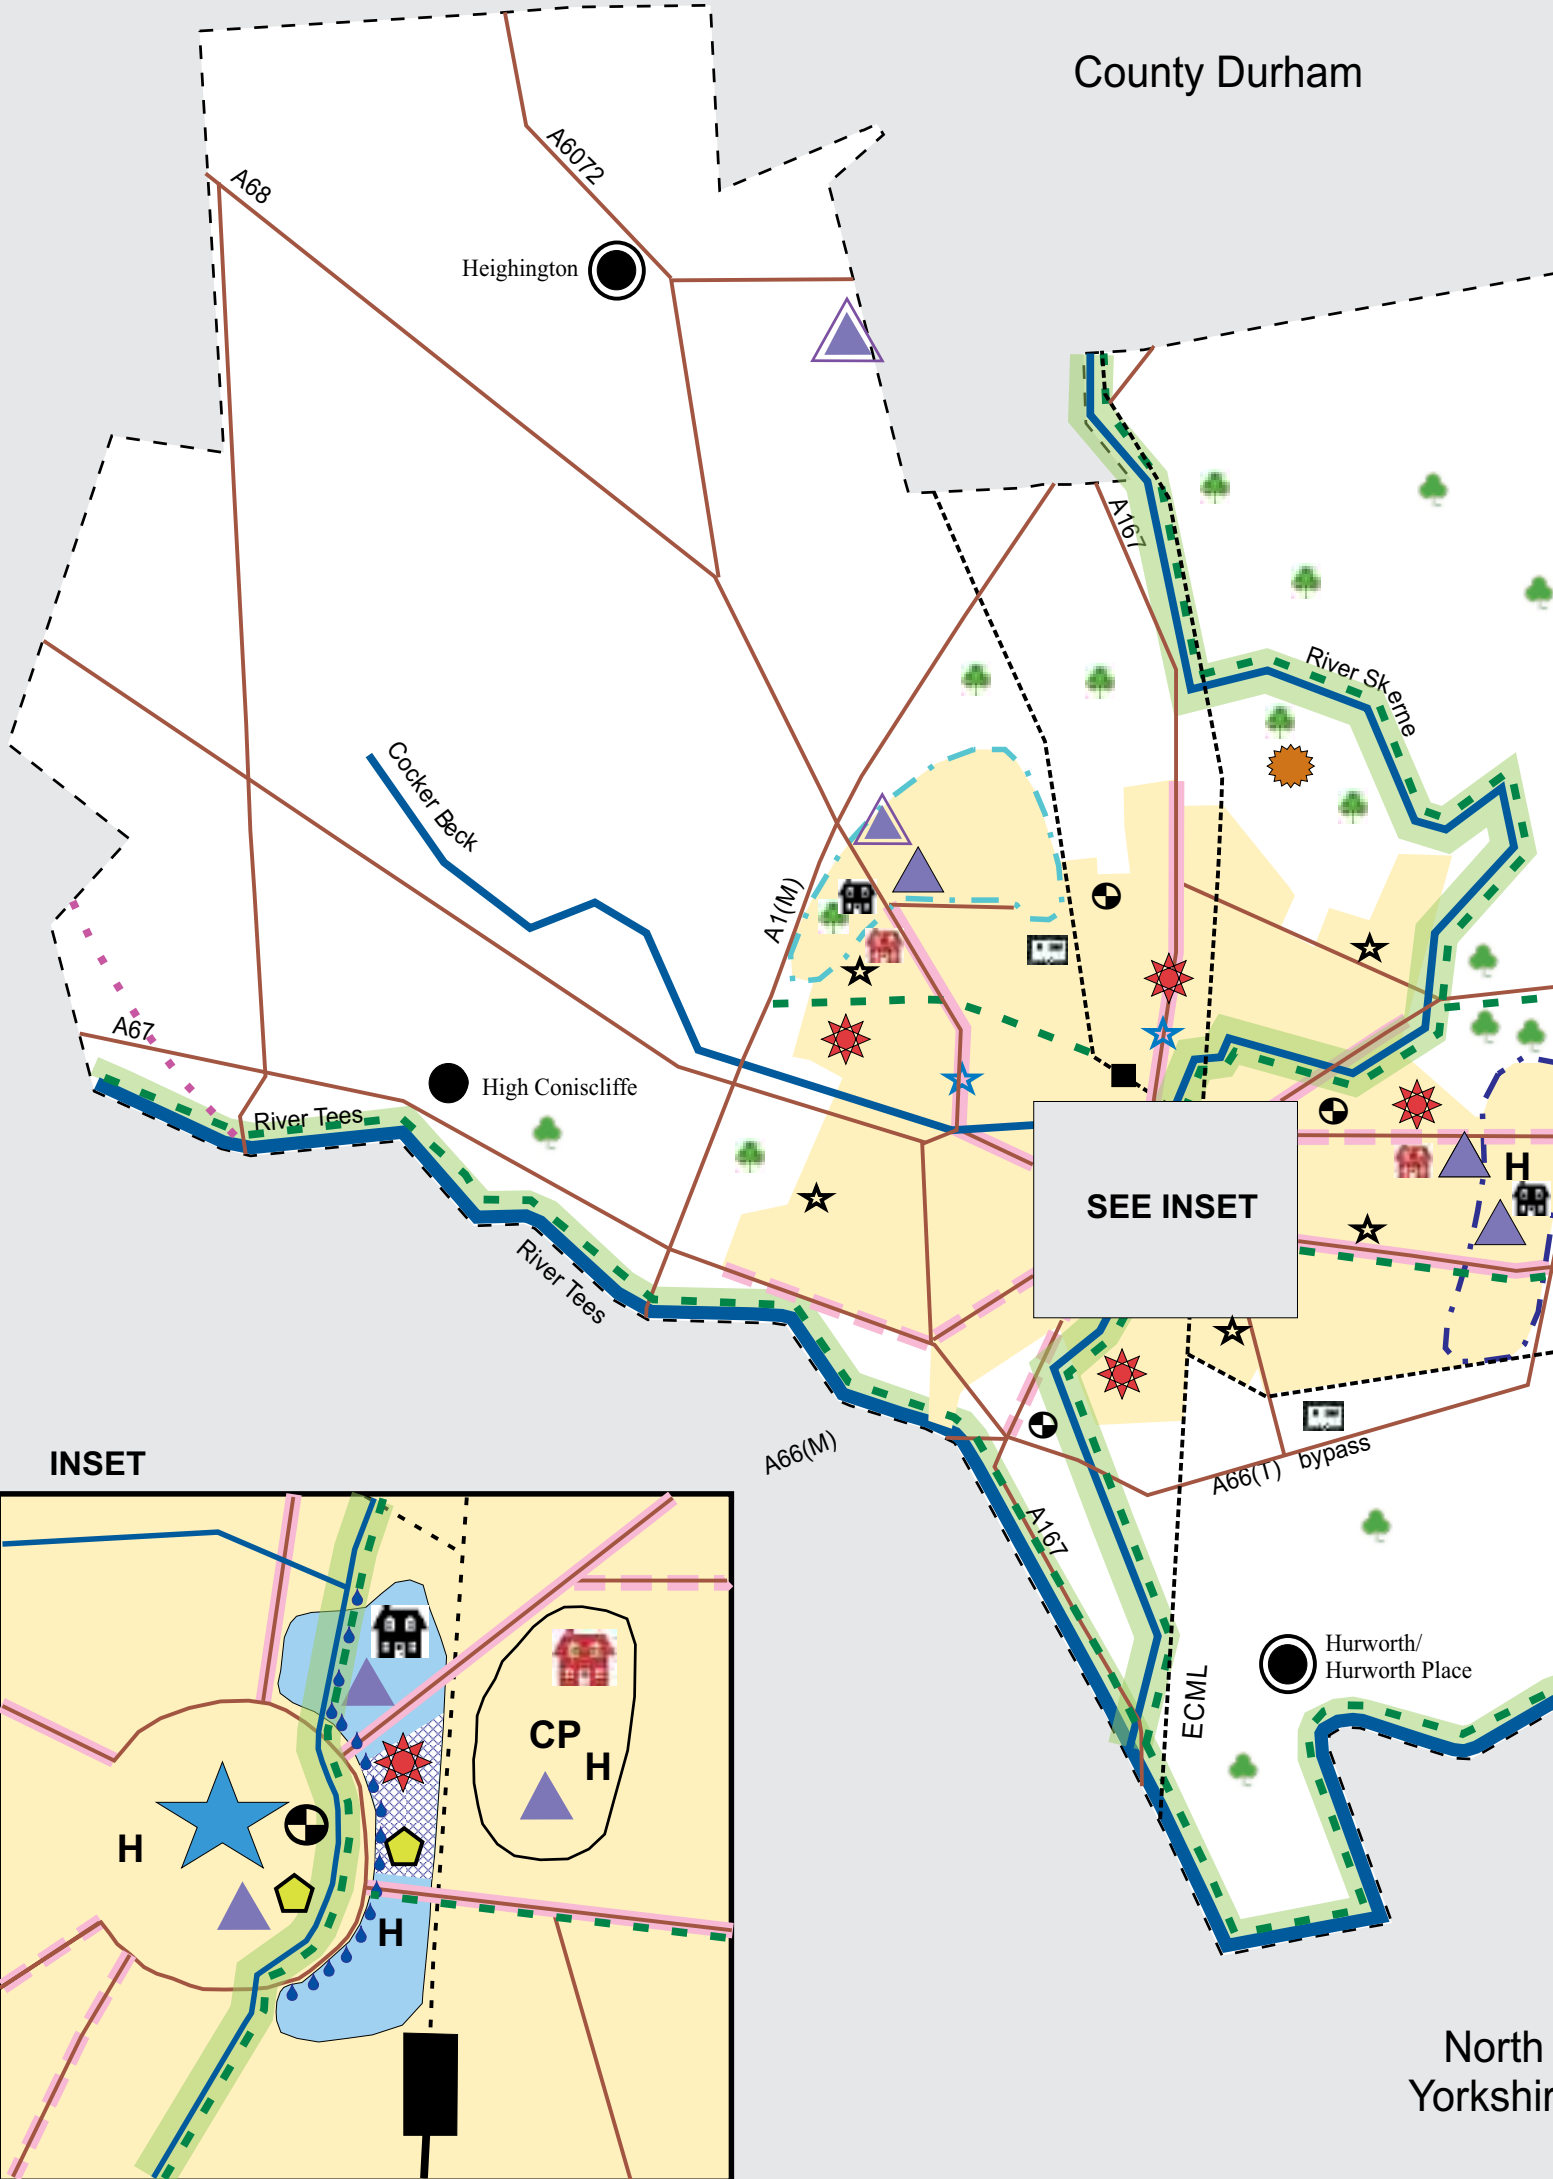 County Durham
A6072
A68
Heighington
A167
River Skerne
Cocker Beck
A1(M)
A67
High Coniscliffe
River Tees
H
SEE INSET
River Tees
A66(M)
A66(T) bypass
INSET
A167
Hurworth/
Hurworth Place
ECML
CP
H
H
H
North
Yorkshir